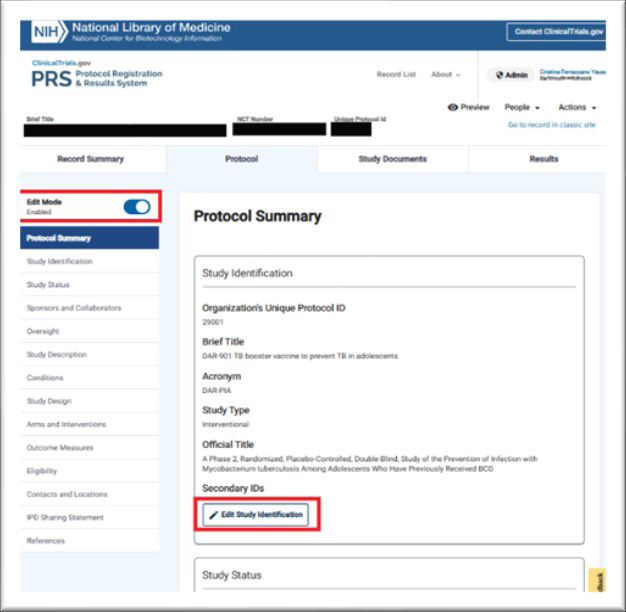 NIH National Library of Medicine
National Center for Biotechnology Information
Contact ClinicalTrials.gov
ClinicalTrials.gov
PRS Protocol Registration
& Results System
Record List About
Admin
Preview People Actions
Brief Title NCT Number Unique Protocol Id
Go to record in classic site
Record Summary Protocol Study Documents Results
Edit Mode
Enabled
Protocol Summary
Study Identification
Study Status
Sponsors and Collaborators
Oversight
Study Description
Conditions
Study Design
Arms and Interventions
Outcome Measures
Eligibility
Contacts and Locations
IPD Sharing Statement
References
Protocol Summary
Study Identification
Organization's Unique Protocol ID
29001
Brief Title
DAR-901 TB booster vaccine to prevent TB in adolescents
Acronym
DAR-PIA
Study Type
Interventional
Official Title
A Phase 2, Randomized, Placebo-Controlled, Double-Blind, Study of the Prevention of Infection with
Mycobacterium tuberculosis Among Adolescents Who Have Previously Received BCG
Secondary IDs
Edit Study Identification
Study Status